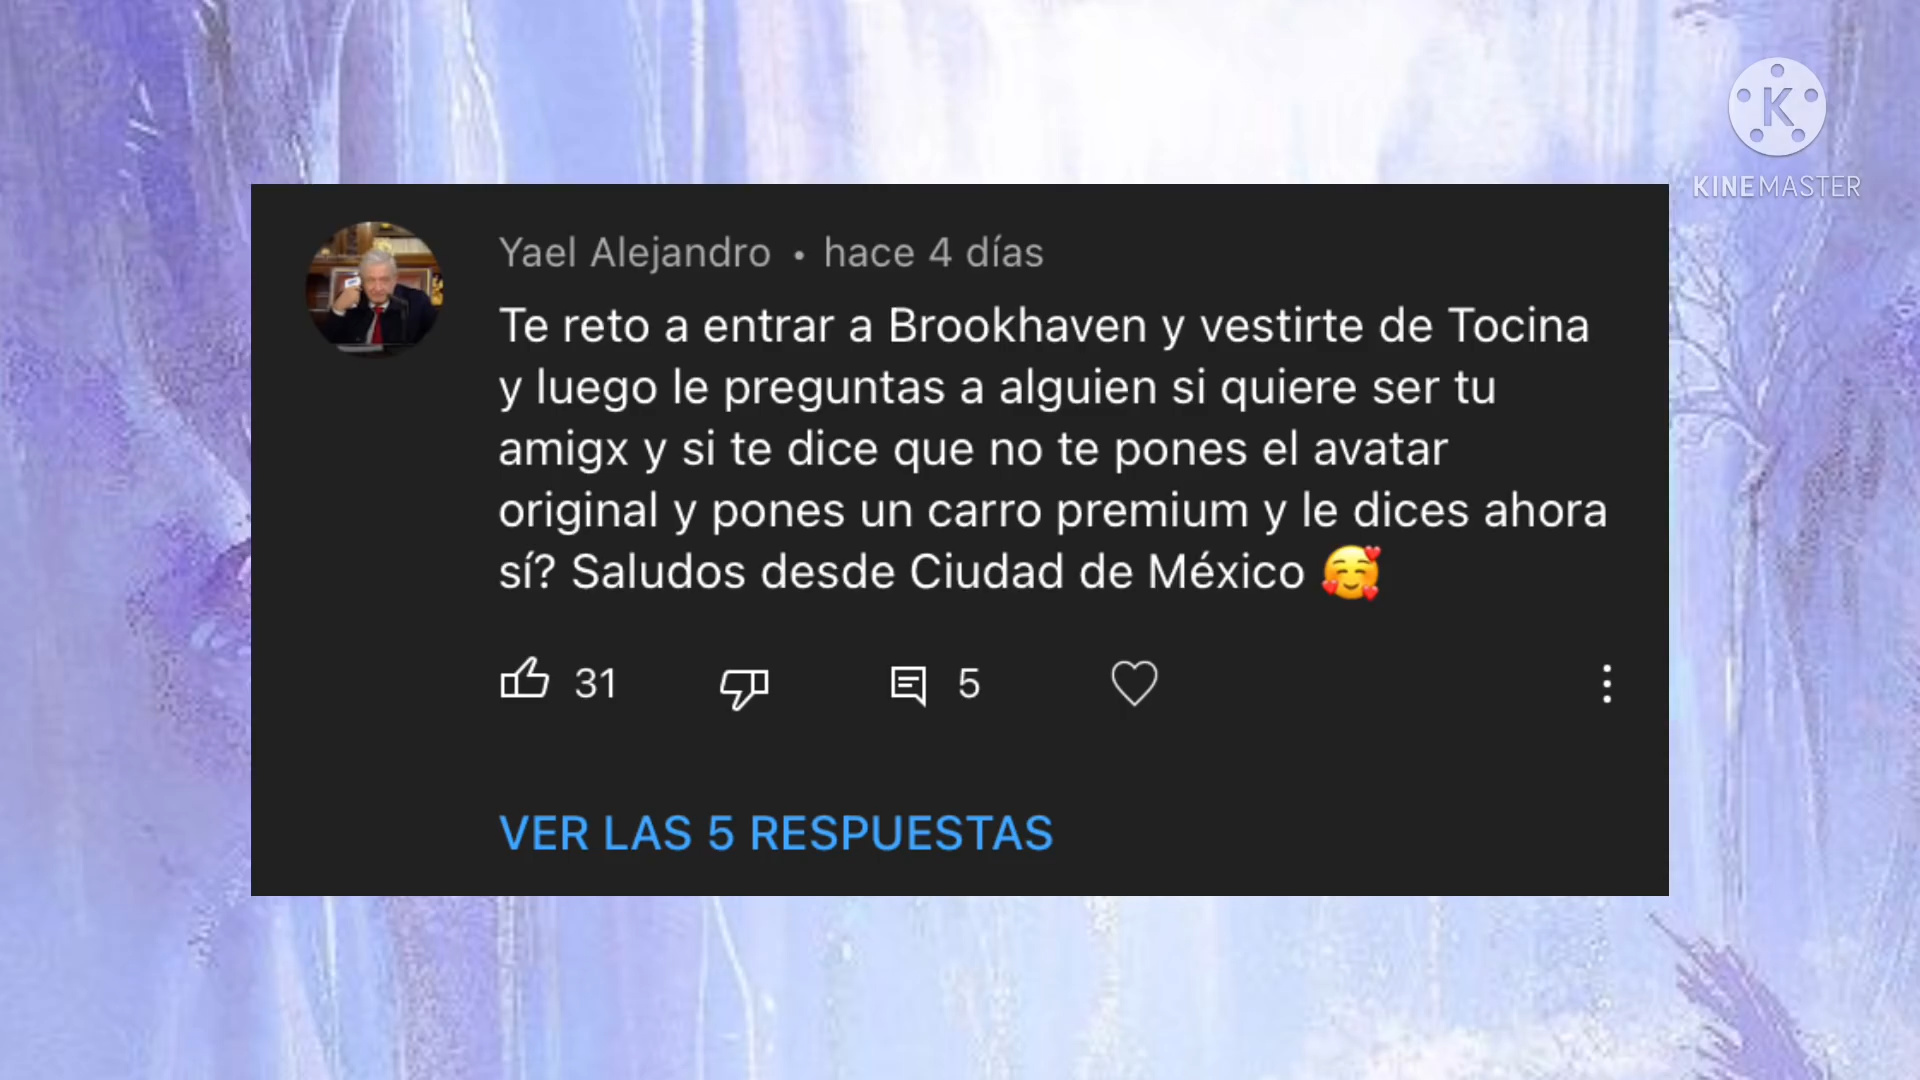 K
KINEMASTER
Yael Alejandro • hace 4 días
Te reto a entrar a Brookhaven y vestirte de Tocina
y luego le preguntas a alguien si quiere ser tu
amigx y si te dice que no te pones el avatar
original y pones un carro premium y le dices ahora
sí? Saludos desde Ciudad de México 🥰
31
5
VER LAS 5 RESPUESTAS